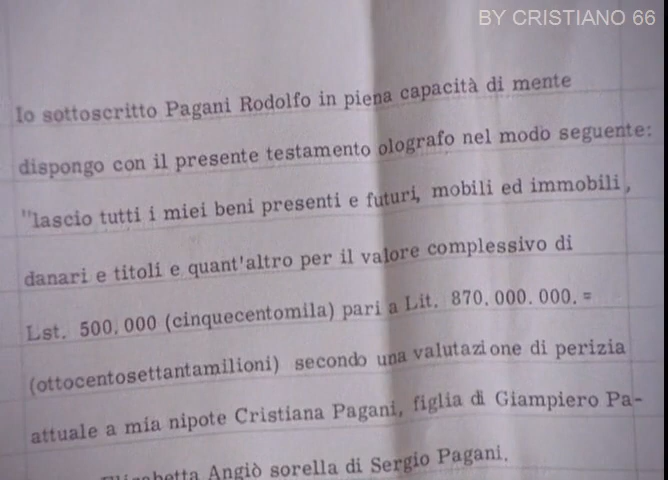 BY CRISTIANO 66
Io sottoscritto Pagani Rodolfo in piena capacità di mente
dispongo con il presente testamento olografo nel modo seguente:
"lascio tutti i miei beni presenti e futuri, mobili ed immobili,
danari e titoli e quant'altro per il valore complessivo di
Lst. 500.000 (cinquecentomila) pari a Lit. 870.000.000.=
(ottocentosettantamilioni) secondo una valutazione di perizia
attuale a mia nipote Cristiana Pagani, figlia di Giampiero Pa-
Angiò sorella di Sergio Pagani.